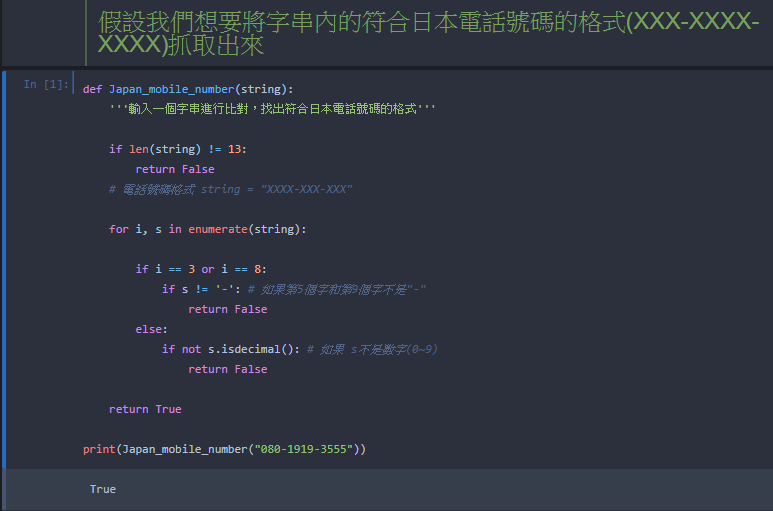 假設我們想要將字串內的符合日本電話號碼的格式(XXX-XXXX-
XXXX)抓取出來
In [1]:
def Japan_mobile_number(string):
'''輸入一個字串進行比對，找出符合日本電話號碼的格式'''
if len(string) != 13:
return False
# 電話號碼格式 string = "XXXX-XXX-XXX"
for i, s in enumerate(string):
if i == 3 or i == 8:
if s != '-': # 如果第5個字和第9個字不是"-"
return False
else:
if not s.isdecimal(): # 如果 s不是數字(0~9)
return False
return True
print(Japan_mobile_number("080-1919-3555"))
True